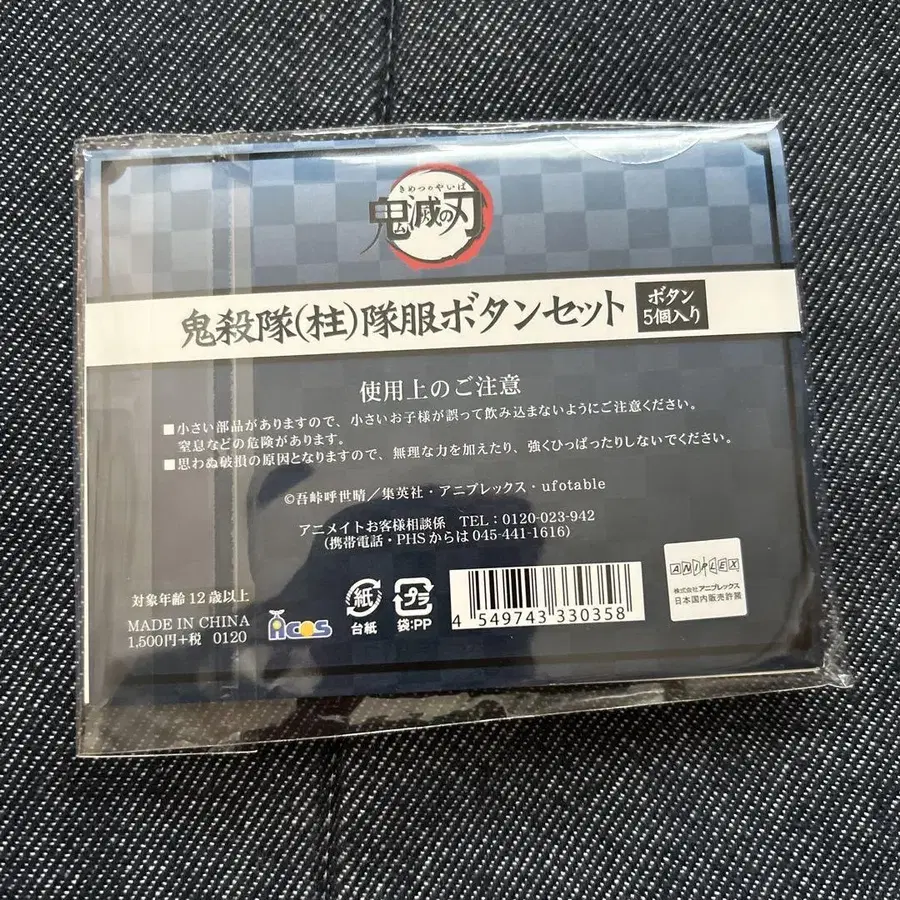 きめつのやいば
鬼滅の刃
鬼殺隊(柱)隊服ボタンセット
ボタン
5個入り
使用上のご注意
■小さい部品がありますので、小さいお子様が誤って飲み込まないようにご注意ください。
窒息などの危険があります。
■思わぬ破損の原因となりますので、無理な力を加えたり、強くひっぱったりしないでください。
©吾峠呼世晴／集英社・アニプレックス・ufotable
アニメイトお客様相談係　TEL：0120-023-942
(携帯電話・PHSからは045-441-1616)
対象年齢12歳以上
MADE IN CHINA
1,500円+税 0120
acos
紙
台紙
プラ
袋:PP
4 549743 330358
ANIPLEX
株式会社アニプレックス
日本国内販売許諾